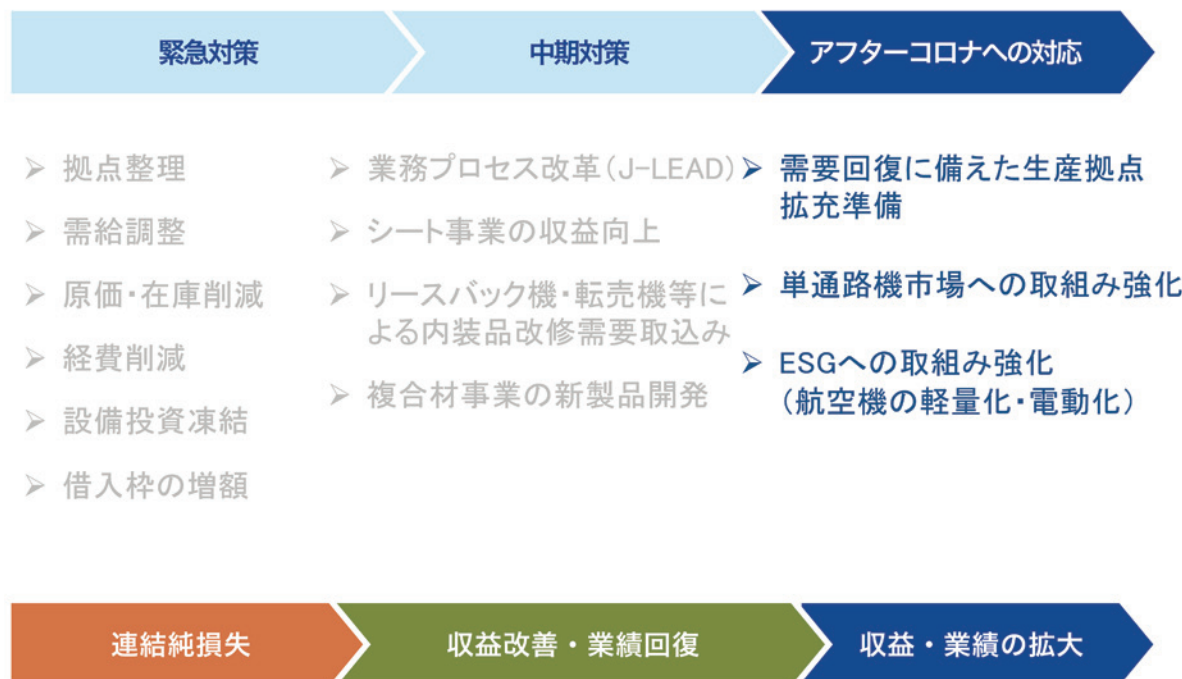 緊急対策
中期対策
アフターコロナへの対応
➢ 拠点整理
➢ 需給調整
➢ 原価・在庫削減
➢ 経費削減
➢ 設備投資凍結
➢ 借入枠の増額
➢ 業務プロセス改革(J-LEAD)
➢ シート事業の収益向上
➢ リースバック機・転売機等に
よる内装品改修需要取込み
➢ 複合材事業の新製品開発
➢ 需要回復に備えた生産拠点
拡充準備
➢ 単通路機市場への取組み強化
➢ ESGへの取組み強化
(航空機の軽量化・電動化)
連結純損失
収益改善・業績回復
収益・業績の拡大